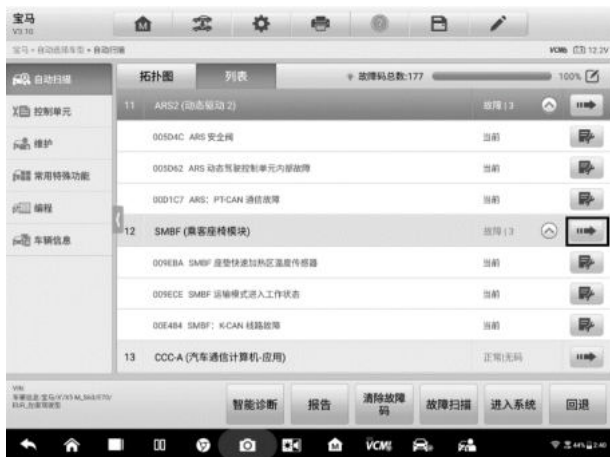 宝马
V3.10
宝马 > 自动选择车型 > 自动扫描
VCMI 12.2V
自动扫描
控制单元
维护
常用特殊功能
编程
车辆信息
拓扑图 列表 故障码总数:177 100%
11 ARS2 (动态驱动 2) 故障 | 3
005D4C ARS 安全阀 当前
005D62 ARS 动态驾驶控制单元内部故障 当前
00D1C7 ARS: PT-CAN 通信故障 当前
12 SMBF (乘客座椅模块) 故障 | 3
009EBA SMBF 座垫快速加热区温度传感器 当前
009ECE SMBF 运输模式进入工作状态 当前
00E484 SMBF: K-CAN 线路故障 当前
13 CCC-A (汽车通信计算机-应用) 正常|无码
VIN
智能诊断 报告 清除故障码 故障扫描 进入系统 回退
VCMI 44% 2:40